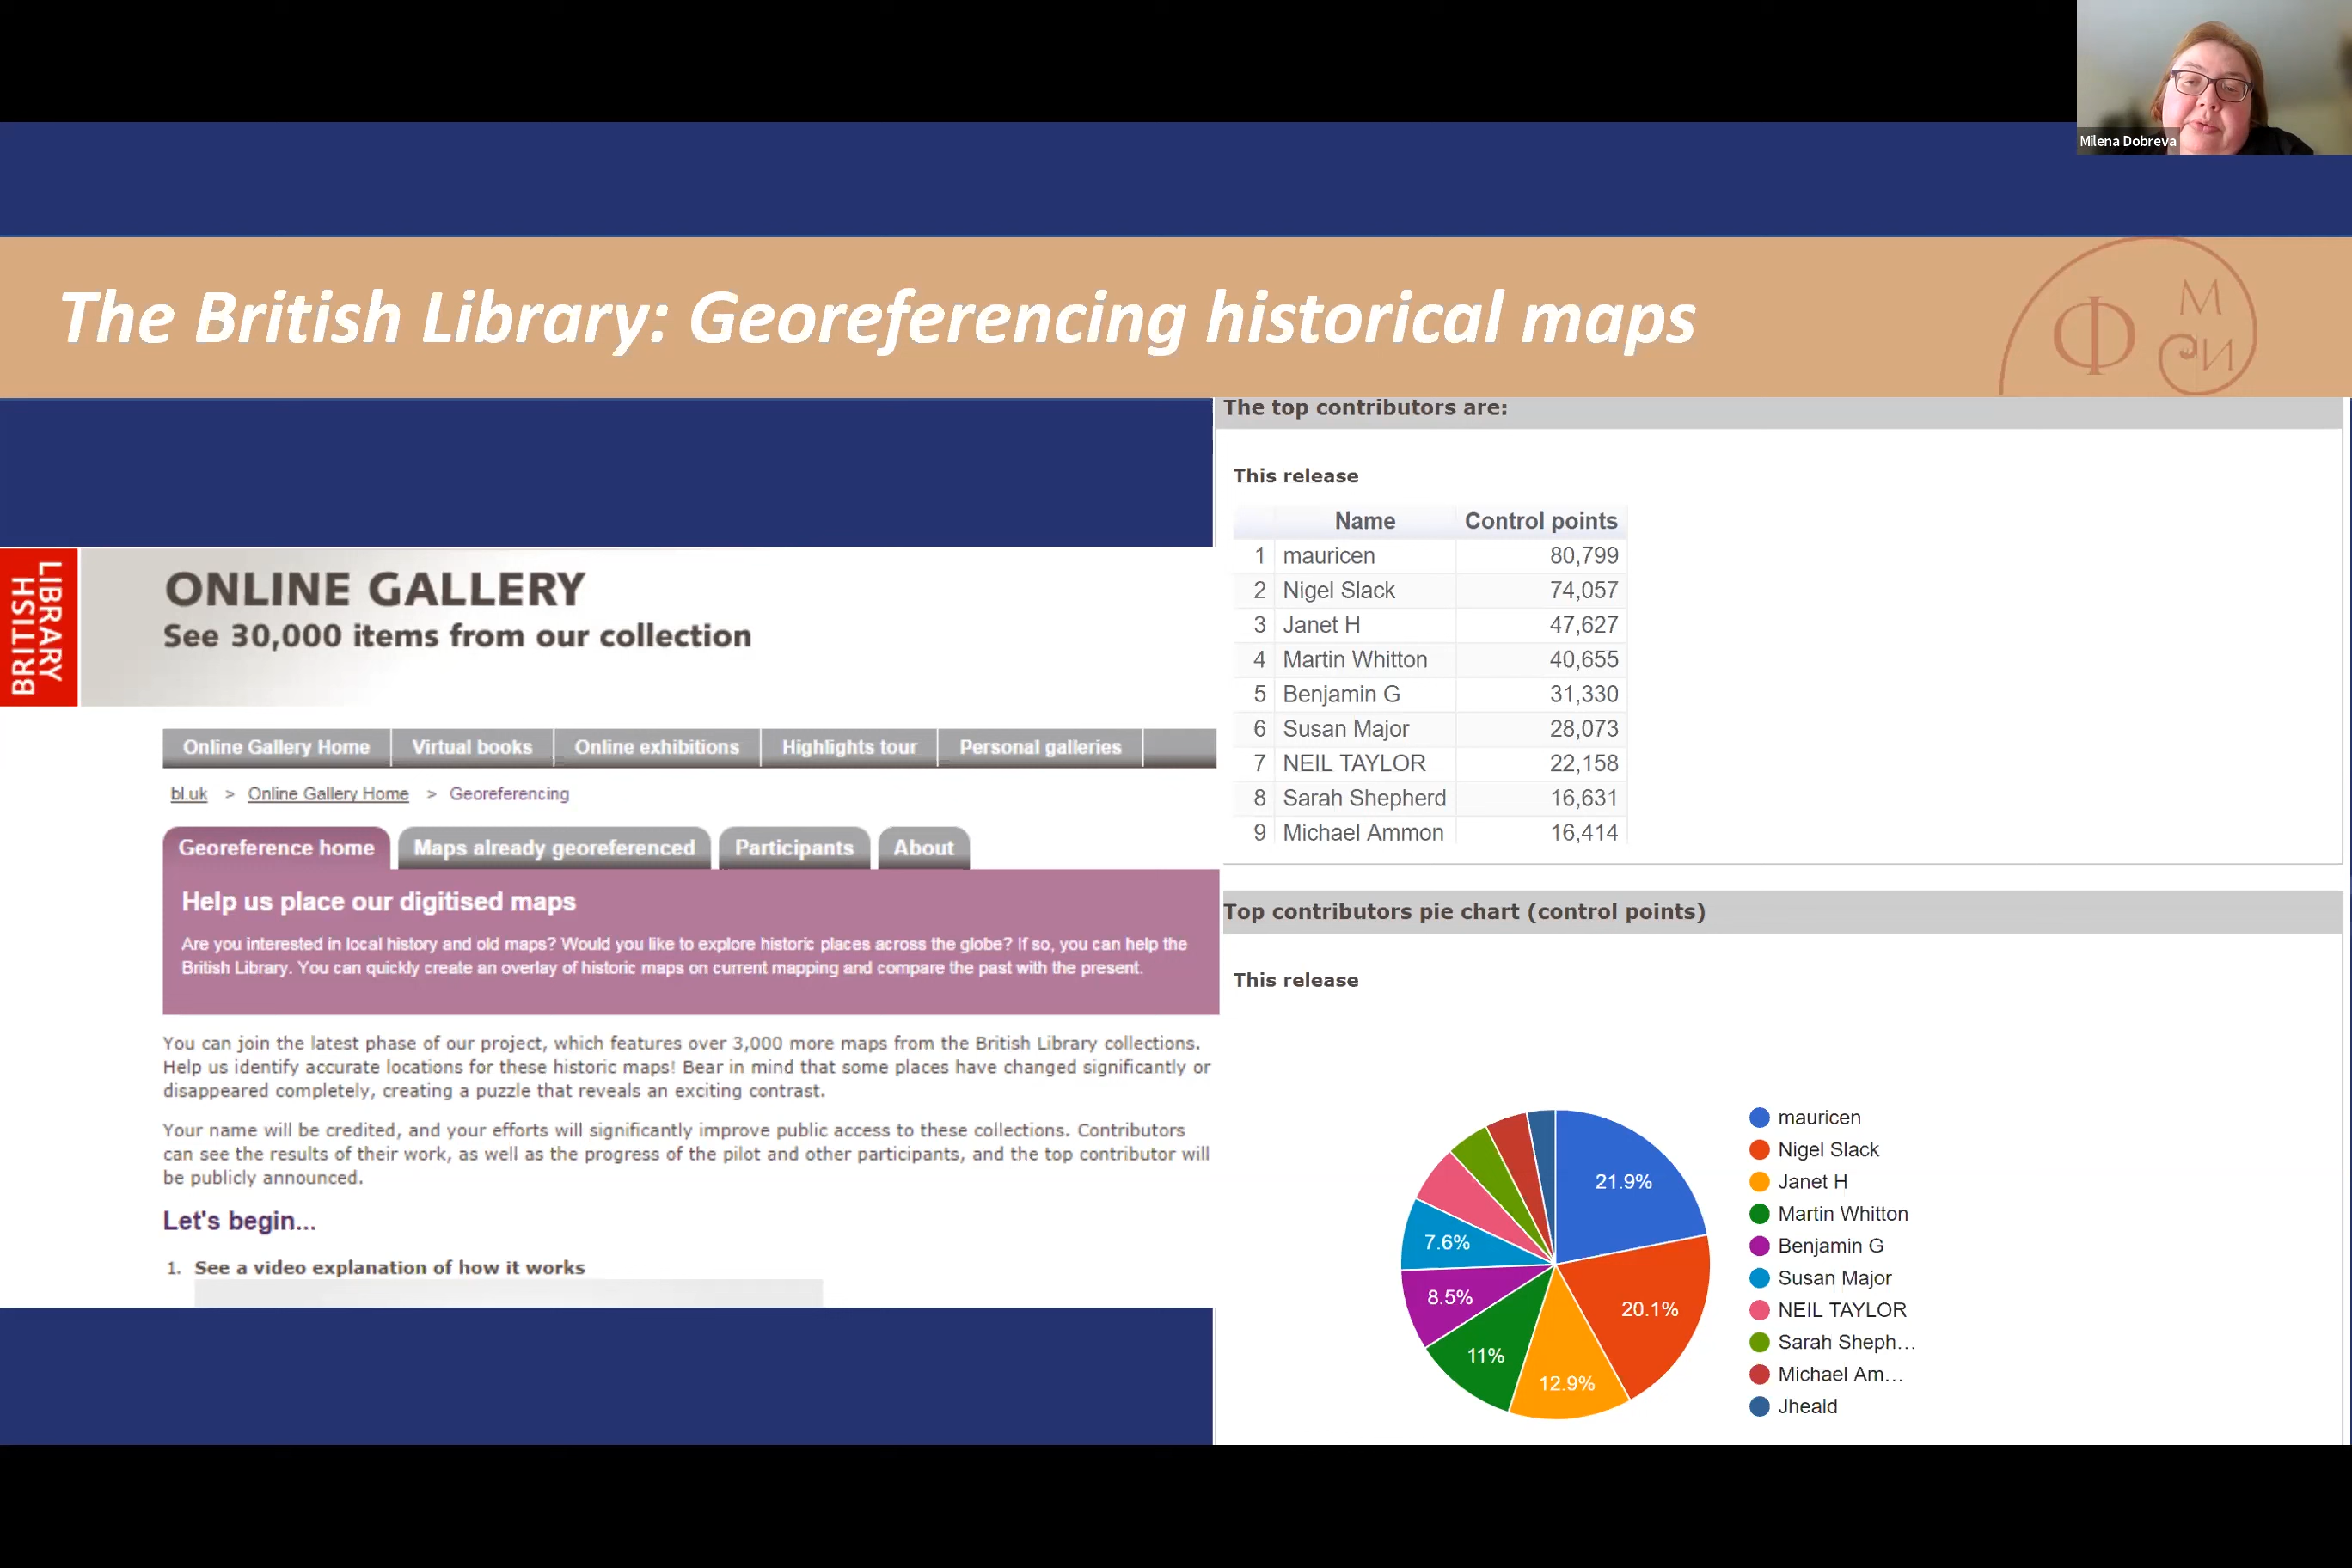 Milena Dobreva
The British Library: Georeferencing historical maps
Ф М С И
BRITISH
LIBRARY
ONLINE GALLERY
See 30,000 items from our collection
Online Gallery Home Virtual books Online exhibitions Highlights tour Personal galleries
bl.uk > Online Gallery Home > Georeferencing
Georeference home Maps already georeferenced Participants About
Help us place our digitised maps
Are you interested in local history and old maps? Would you like to explore historic places across the globe? If so, you can help the
British Library. You can quickly create an overlay of historic maps on current mapping and compare the past with the present.
You can join the latest phase of our project, which features over 3,000 more maps from the British Library collections.
Help us identify accurate locations for these historic maps! Bear in mind that some places have changed significantly or
disappeared completely, creating a puzzle that reveals an exciting contrast.
Your name will be credited, and your efforts will significantly improve public access to these collections. Contributors
can see the results of their work, as well as the progress of the pilot and other participants, and the top contributor will
be publicly announced.
Let's begin...
1. See a video explanation of how it works
The top contributors are:
This release
Name Control points
1 mauricen 80,799
2 Nigel Slack 74,057
3 Janet H 47,627
4 Martin Whitton 40,655
5 Benjamin G 31,330
6 Susan Major 28,073
7 NEIL TAYLOR 22,158
8 Sarah Shepherd 16,631
9 Michael Ammon 16,414
Top contributors pie chart (control points)
This release
21.9%
20.1%
12.9%
11%
8.5%
7.6%
mauricen
Nigel Slack
Janet H
Martin Whitton
Benjamin G
Susan Major
NEIL TAYLOR
Sarah Sheph...
Michael Am...
Jheald